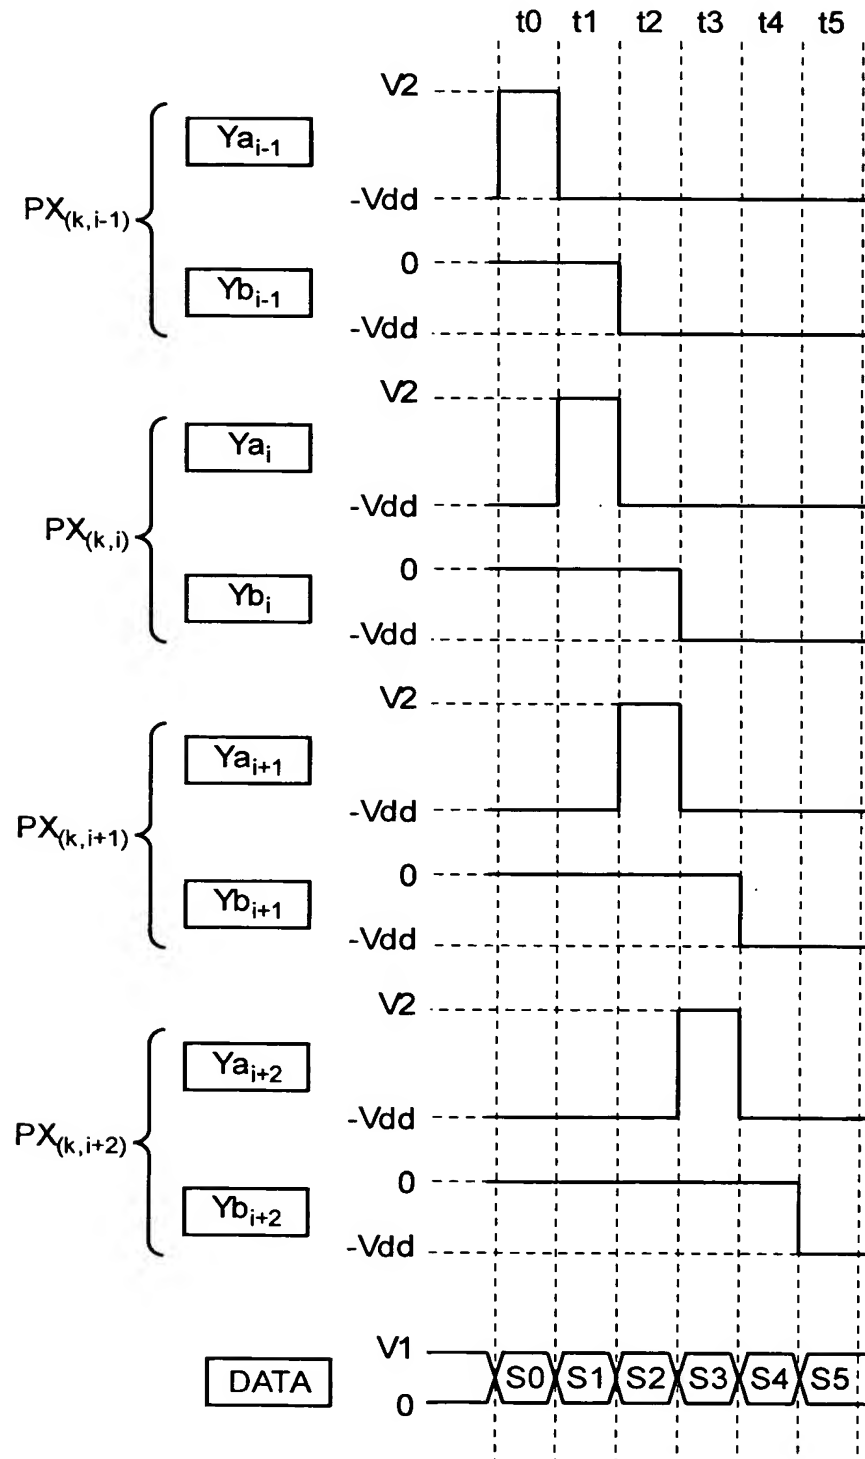 t0 t1 t2 t3 t4 t5
V2
Ya_{i-1}
-Vdd
PX_{(k,i-1)}
0
Yb_{i-1}
-Vdd
V2
Ya_{i}
-Vdd
PX_{(k,i)}
0
Yb_{i}
-Vdd
V2
Ya_{i+1}
-Vdd
PX_{(k,i+1)}
0
Yb_{i+1}
-Vdd
V2
Ya_{i+2}
-Vdd
PX_{(k,i+2)}
0
Yb_{i+2}
-Vdd
V1
DATA S0 S1 S2 S3 S4 S5
0